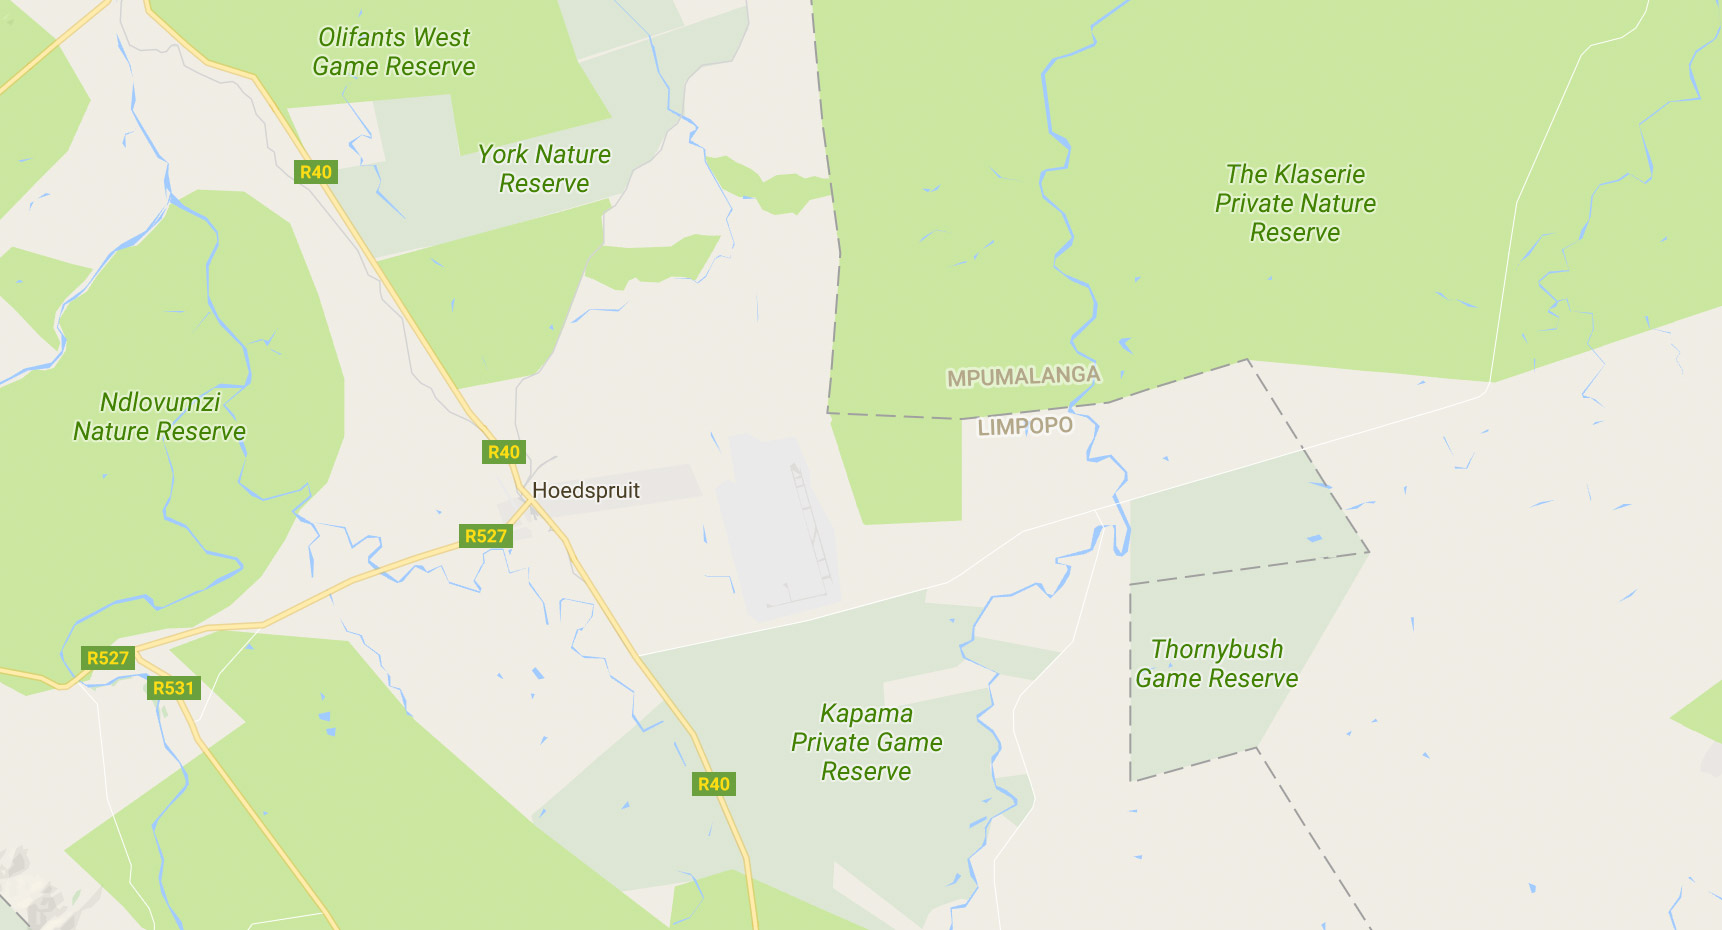 Olifants West
Game Reserve
R40
York Nature
Reserve
The Klaserie
Private Nature
Reserve
MPUMALANGA
LIMPOPO
Ndlovumzi
Nature Reserve
R40
Hoedspruit
R527
R527
R531
Thornybush
Game Reserve
Kapama
Private Game
Reserve
R40